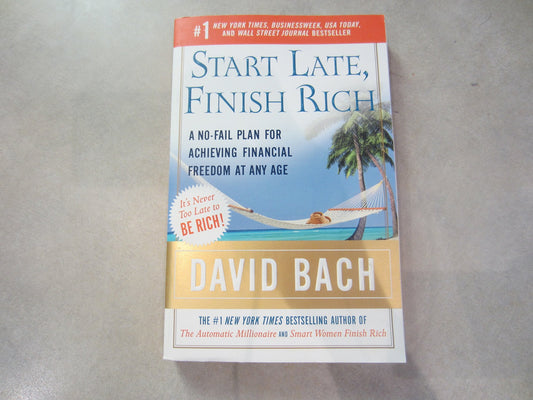 #1 NEW YORK TIMES, BUSINESSWEEK, USA TODAY,
AND WALL STREET JOURNAL BESTSELLER
START LATE,
FINISH RICH
A NO-FAIL PLAN FOR
ACHIEVING FINANCIAL
FREEDOM AT ANY AGE
It's Never
Too Late to
BE RICH!
DAVID BACH
THE #1 NEW YORK TIMES BESTSELLING AUTHOR OF
The Automatic Millionaire AND Smart Women Finish Rich